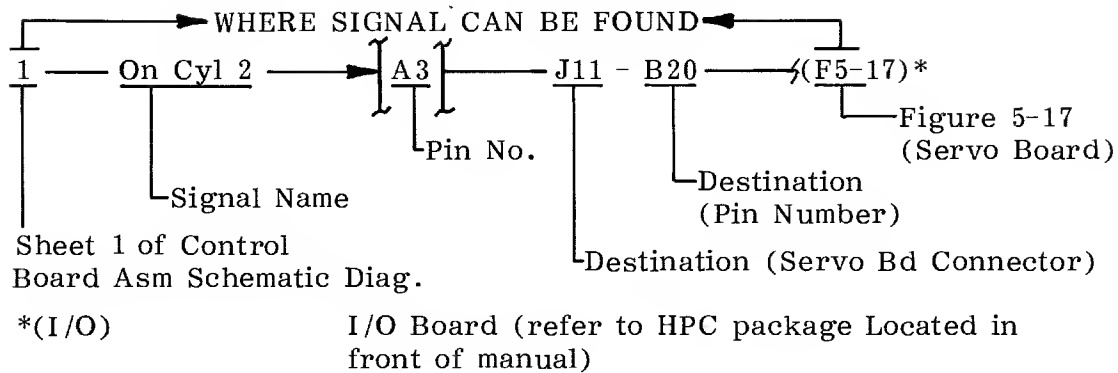 WHERE SIGNAL CAN BE FOUND
1 On Cyl 2 A3 J11 - B20 (F5-17)*
Figure 5-17
(Servo Board)
Pin No.
Destination
(Pin Number)
Signal Name
Sheet 1 of Control
Board Asm Schematic Diag.
Destination (Servo Bd Connector)
*(I/O) I/O Board (refer to HPC package Located in
front of manual)